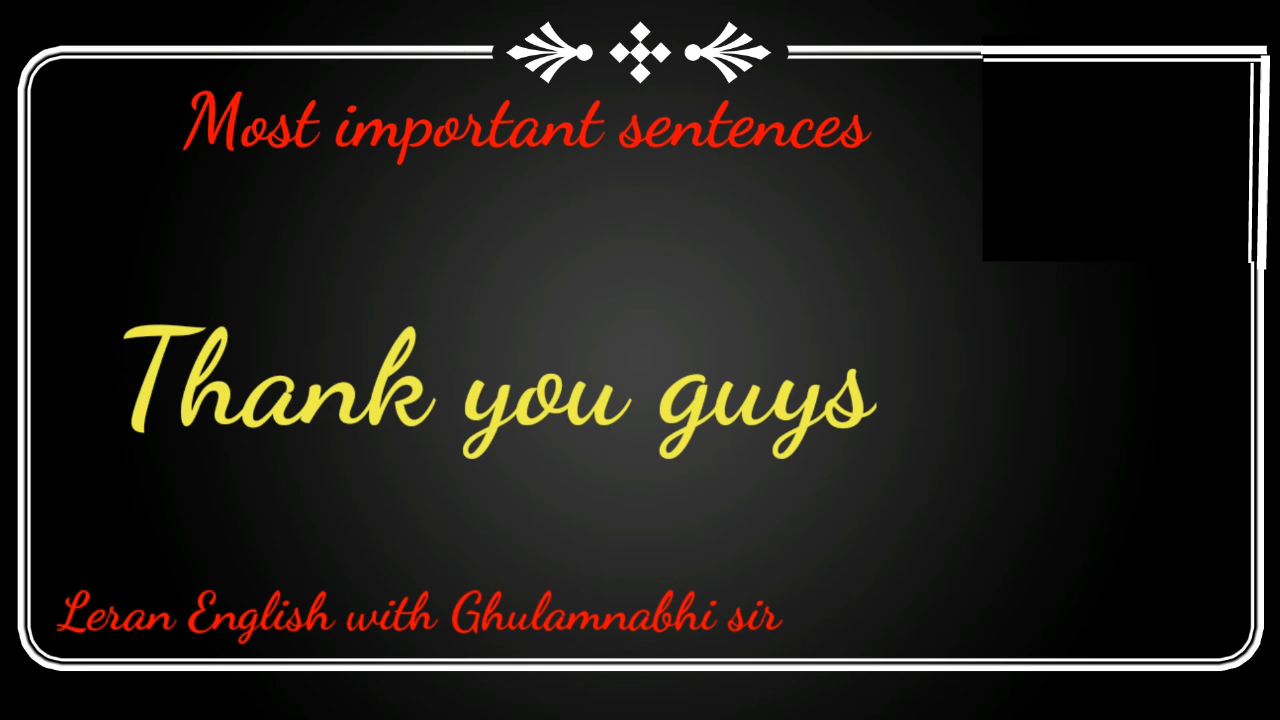 Most important sentences
Thank you guys
Leran English with Ghulamnabhi sir